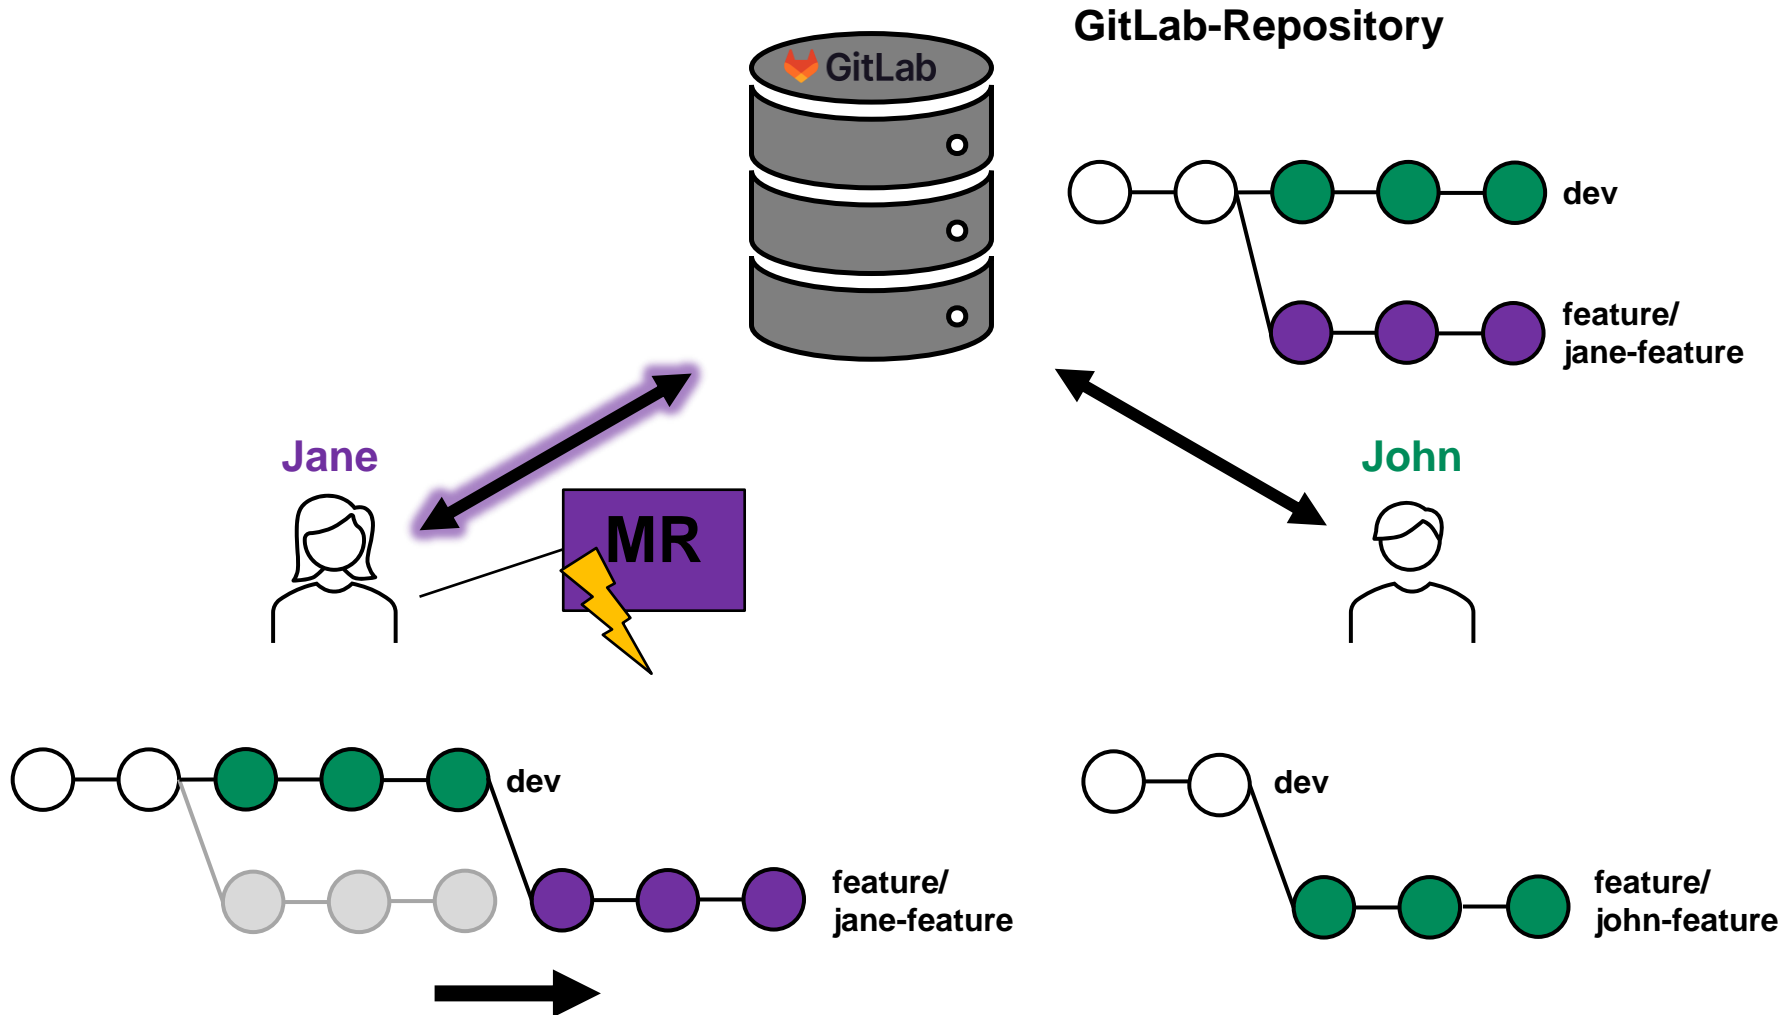 GitLab-Repository
GitLab
dev
feature/
jane-feature
Jane
John
MR
dev
feature/
jane-feature
dev
feature/
john-feature